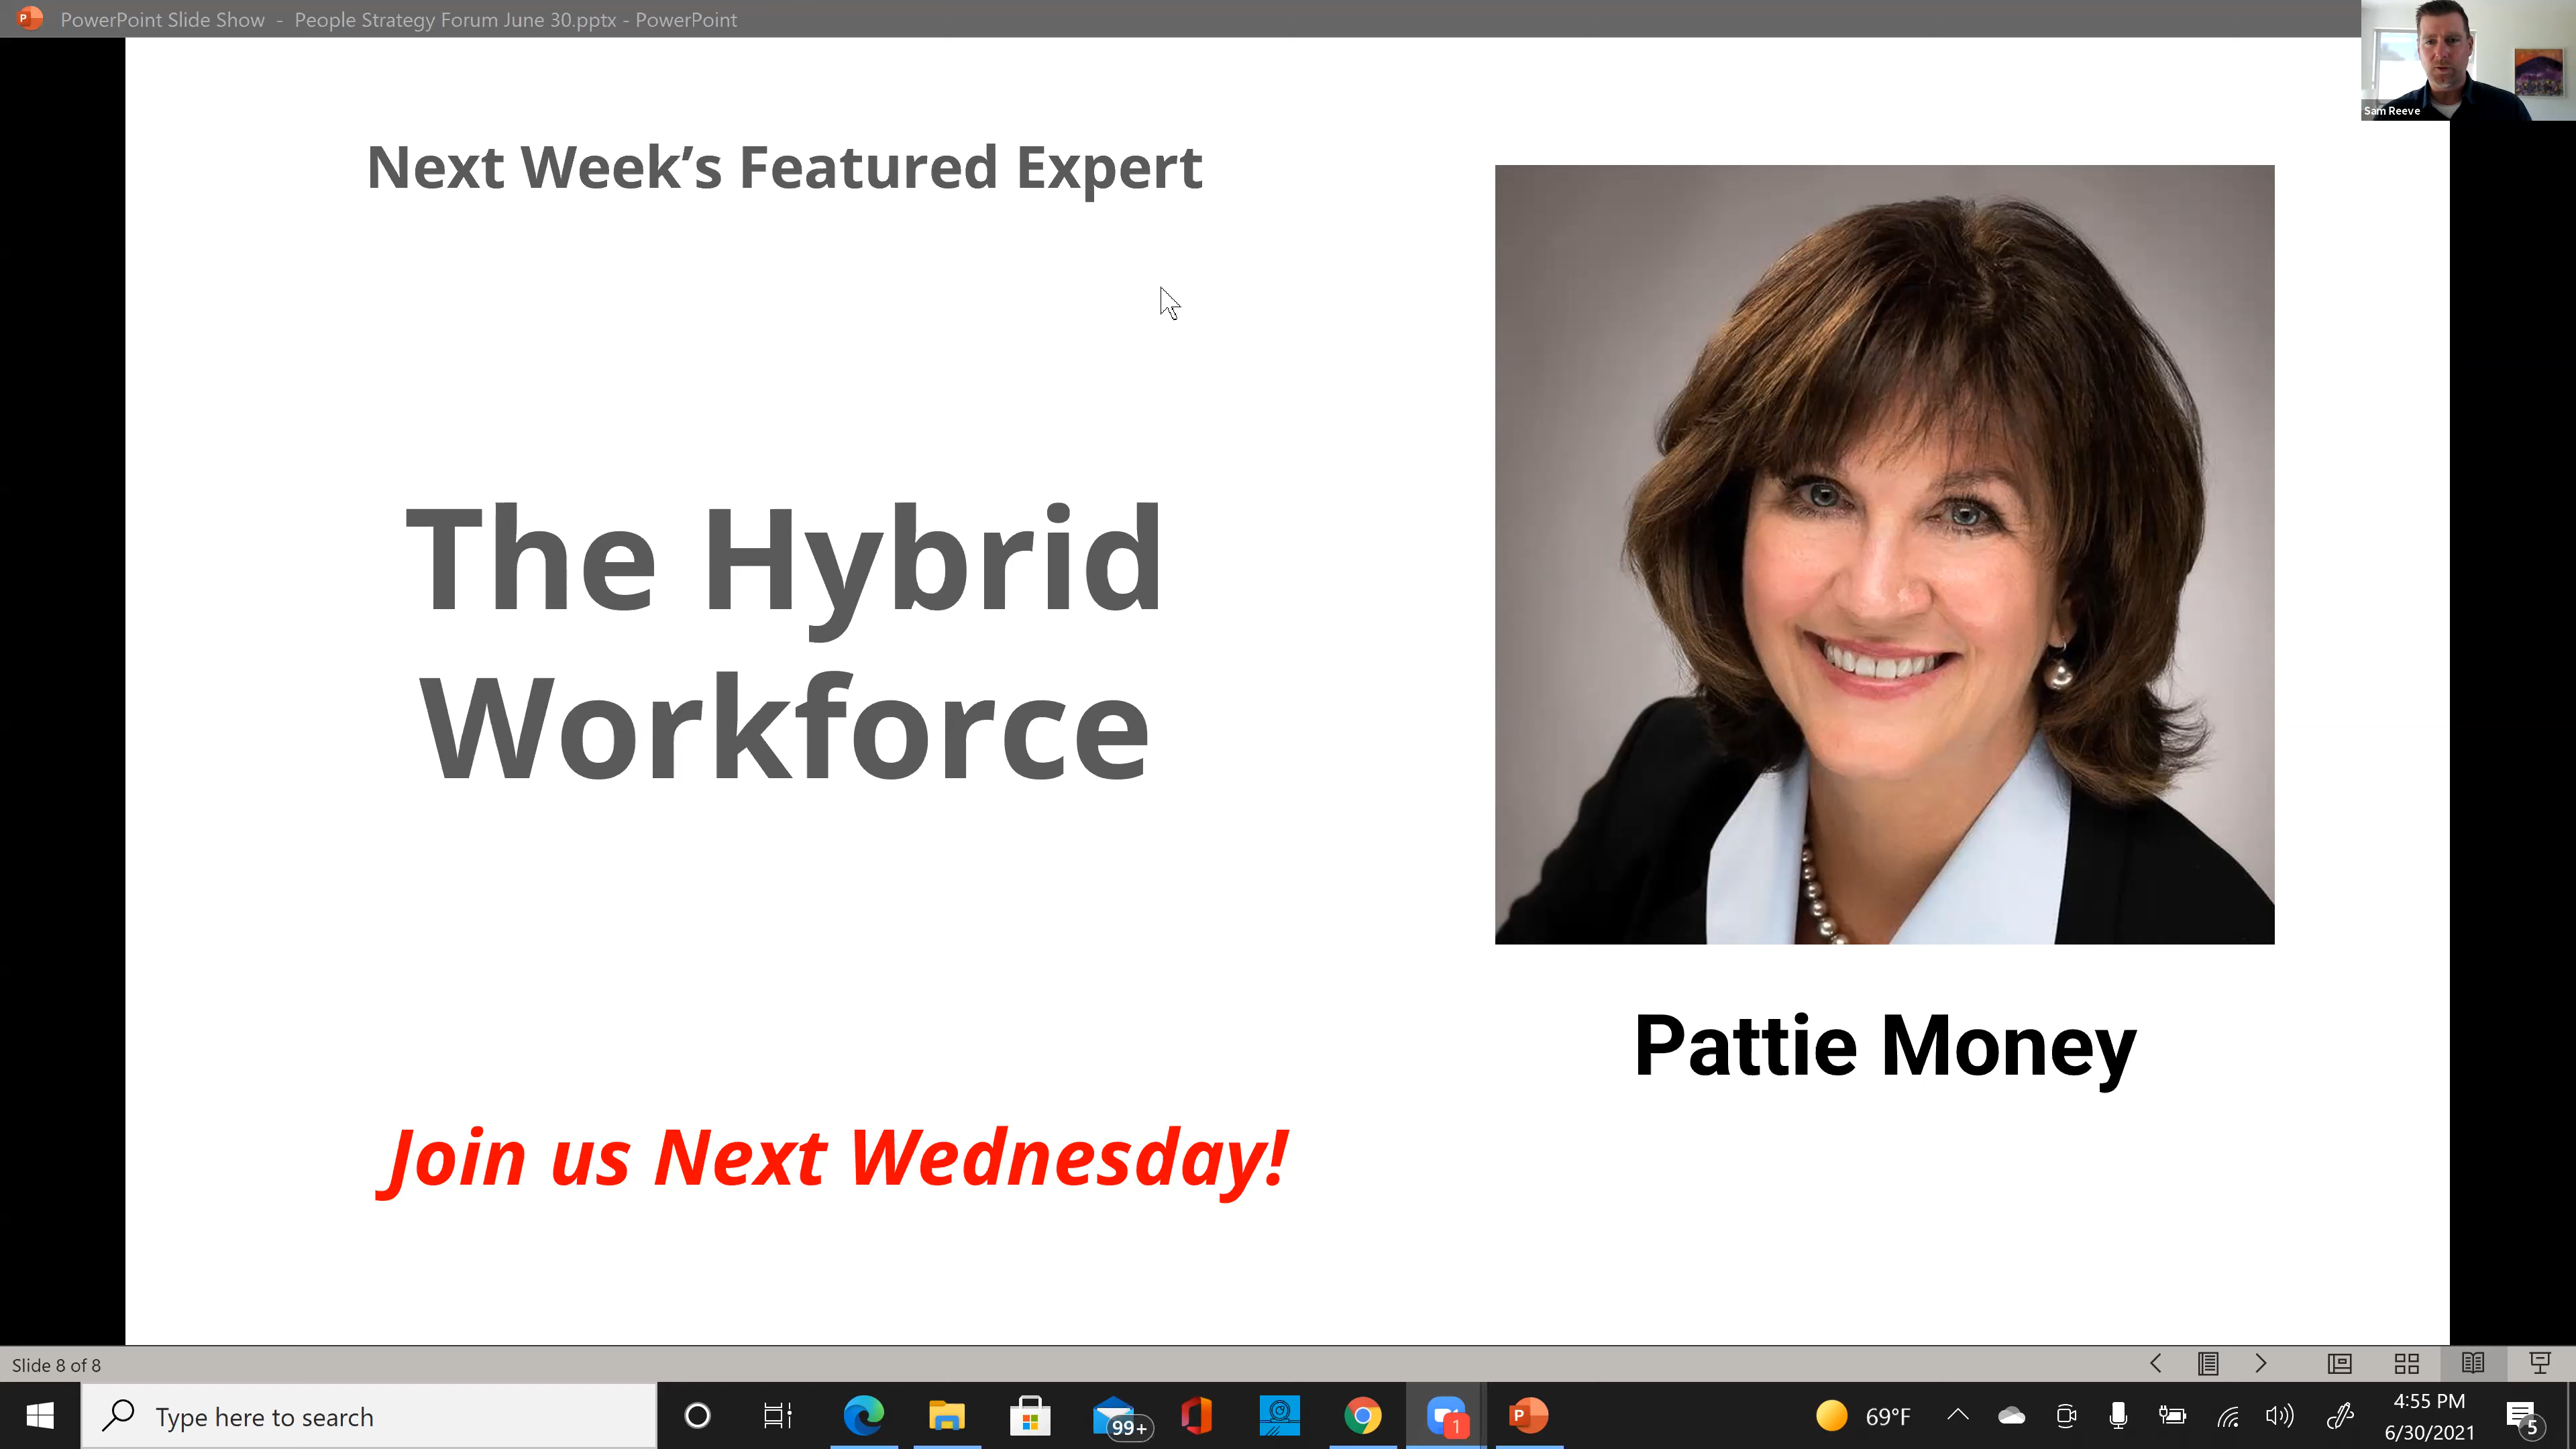 PowerPoint Slide Show - People Strategy Forum June 30.pptx - PowerPoint
Sam Reeve
Next Week’s Featured Expert
The Hybrid
Workforce
Pattie Money
Join us Next Wednesday!
Slide 8 of 8
Type here to search
99+
1
P
69°F
4:55 PM
6/30/2021
5